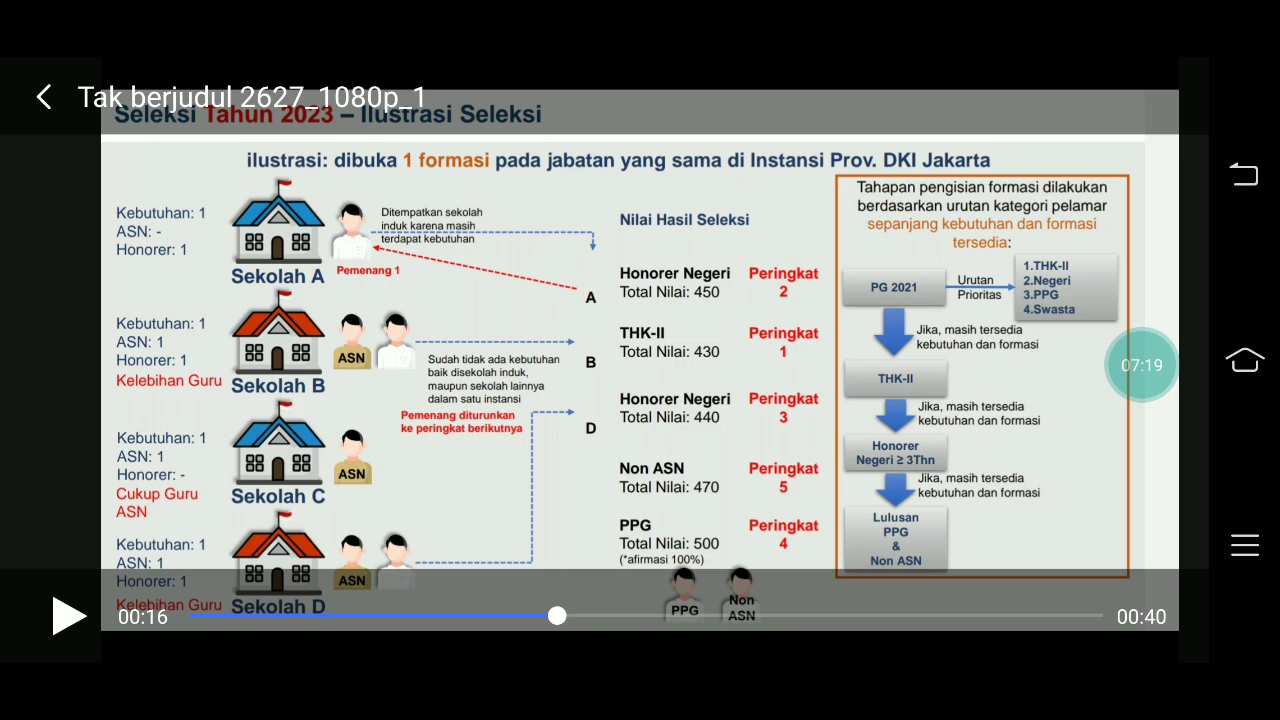 Tak berjudul 2627_1080p_1
Seleksi Tahun 2023 – Ilustrasi Seleksi
ilustrasi: dibuka 1 formasi pada jabatan yang sama di Instansi Prov. DKI Jakarta
Kebutuhan: 1
ASN: -
Honorer: 1
Sekolah A
Ditempatkan sekolah
induk karena masih
terdapat kebutuhan
Pemenang 1
Kebutuhan: 1
ASN: 1
Honorer: 1
Kelebihan Guru
Sekolah B
ASN
Sudah tidak ada kebutuhan
baik disekolah induk,
maupun sekolah lainnya
dalam satu instansi
Pemenang diturunkan
ke peringkat berikutnya
Kebutuhan: 1
ASN: 1
Honorer: -
Cukup Guru
ASN
Sekolah C
ASN
Kebutuhan: 1
ASN: 1
Honorer: 1
Kelebihan Guru
Sekolah D
ASN
Nilai Hasil Seleksi
A
Honorer Negeri Peringkat
Total Nilai: 450 2
B
THK-II Peringkat
Total Nilai: 430 1
D
Honorer Negeri Peringkat
Total Nilai: 440 3
Non ASN Peringkat
Total Nilai: 470 5
PPG Peringkat
Total Nilai: 500 4
(*afirmasi 100%)
PPG
Non
ASN
Tahapan pengisian formasi dilakukan
berdasarkan urutan kategori pelamar
sepanjang kebutuhan dan formasi
tersedia:
PG 2021
Urutan
Prioritas
1.THK-II
2.Negeri
3.PPG
4.Swasta
Jika, masih tersedia
kebutuhan dan formasi
THK-II
Jika, masih tersedia
kebutuhan dan formasi
Honorer
Negeri ≥ 3Thn
Jika, masih tersedia
kebutuhan dan formasi
Lulusan
PPG
&
Non ASN
07:19
00:16
00:40